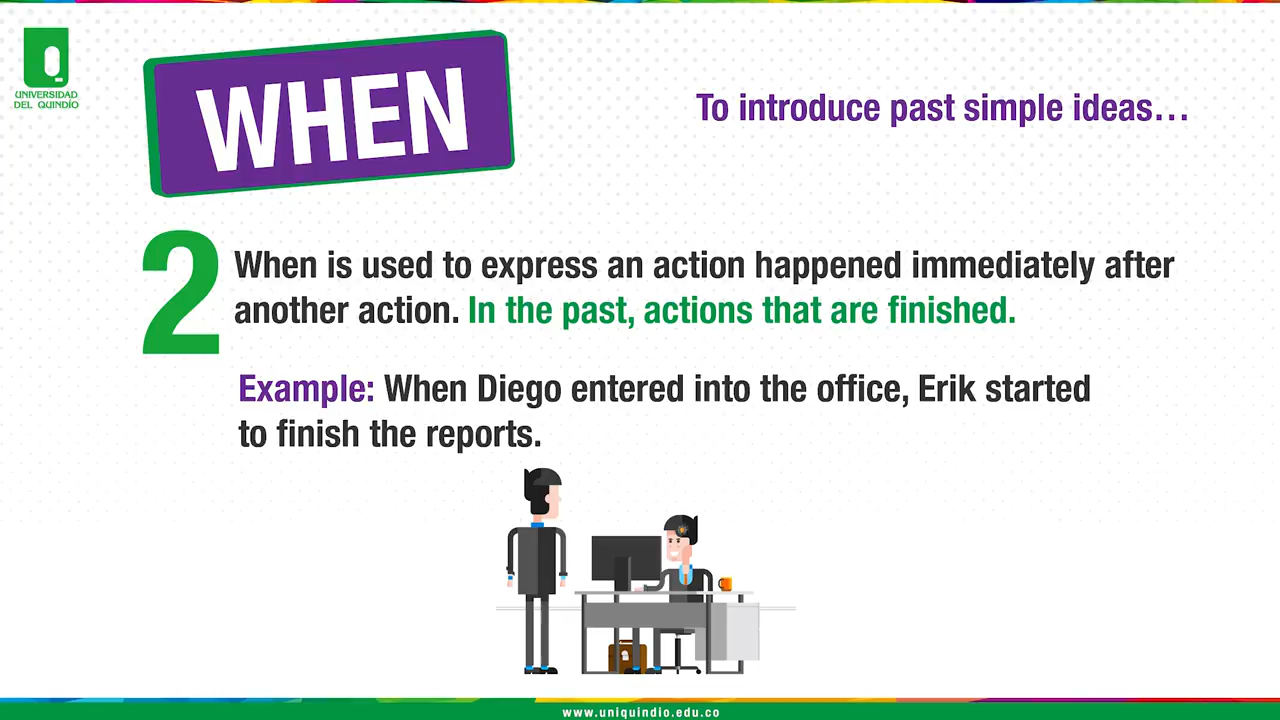 UNIVERSIDAD
DEL QUINDÍO
WHEN
To introduce past simple ideas...
2
When is used to express an action happened immediately after
another action. In the past, actions that are finished.
Example: When Diego entered into the office, Erik started
to finish the reports.
www.uniquindio.edu.co